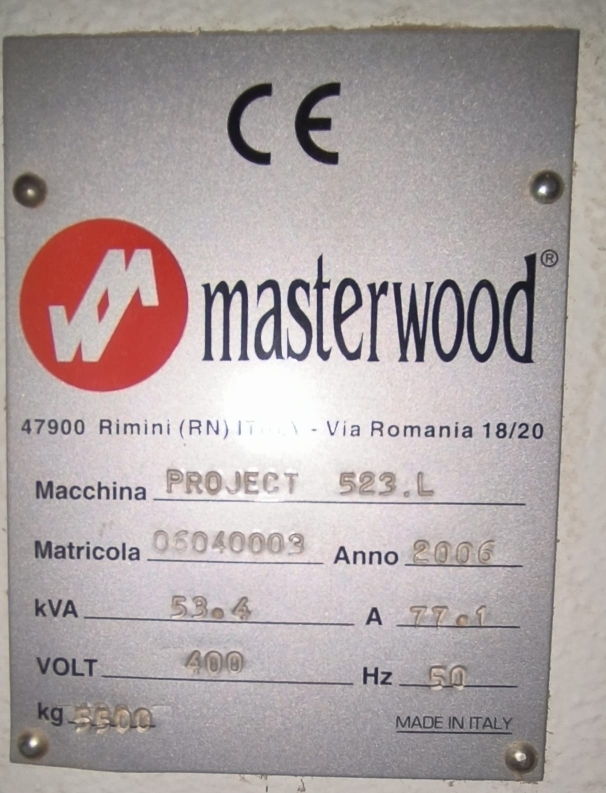 CE
masterwood®
47900 Rimini (RN) - Via Romania 18/20
Macchina PROJECT 523.L
Matricola 06040003 Anno 2006
kVA 53.4 A 77.1
VOLT 400 Hz 50
kg 5500
MADE IN ITALY